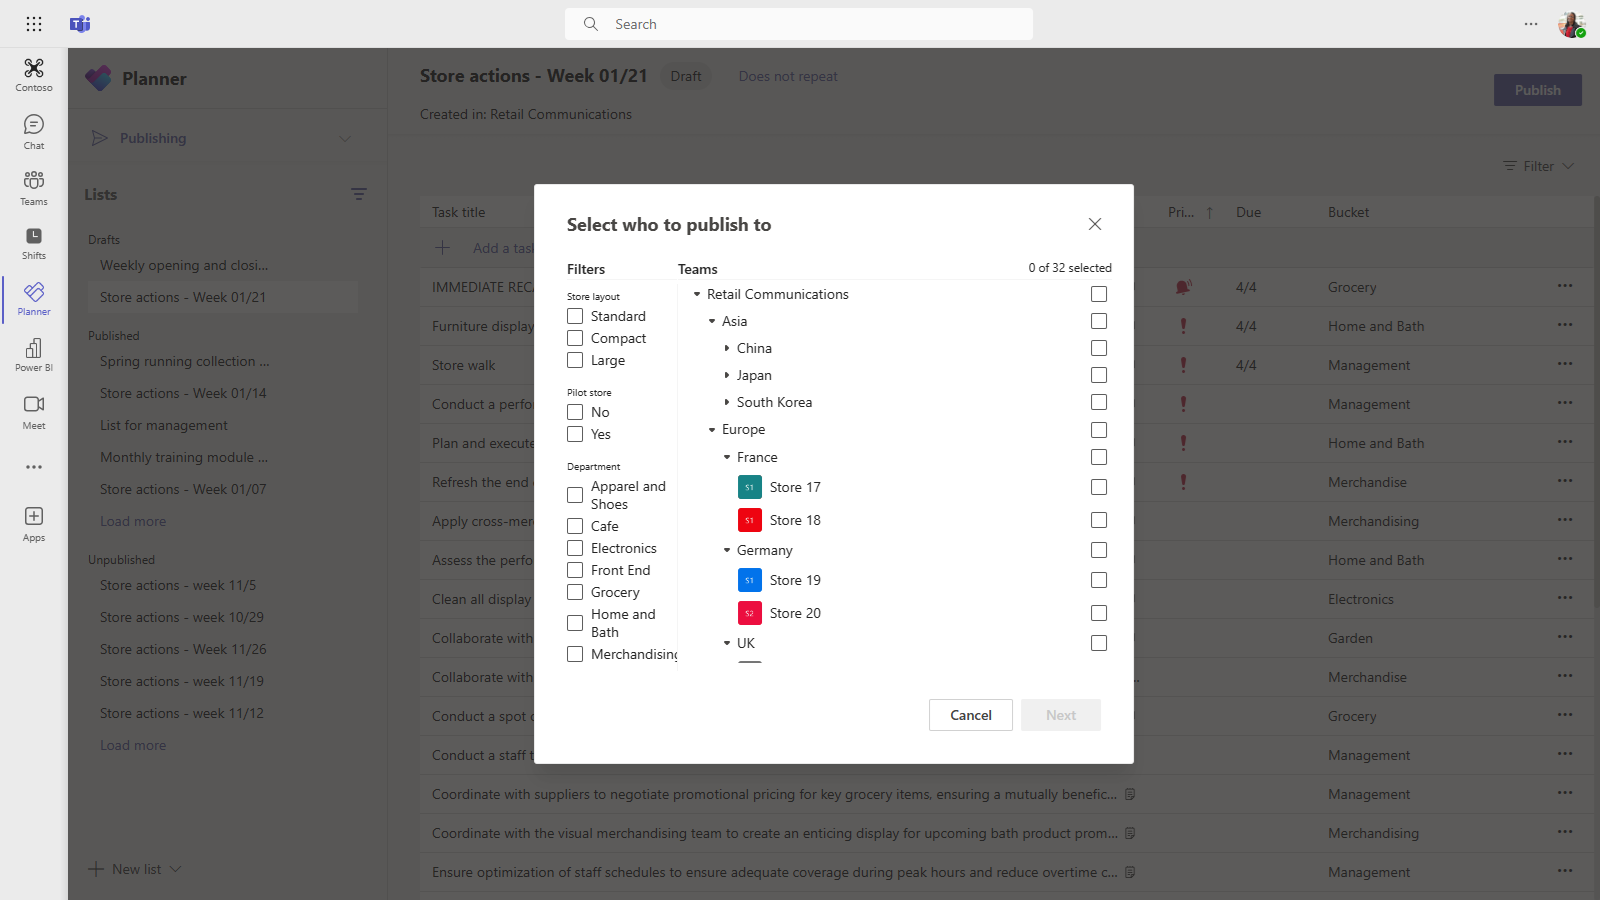 Search
Contoso
Chat
Teams
Shifts
Planner
Power BI
Meet
Apps
Planner
Publishing
Lists
Drafts
Weekly opening and closi...
Store actions - Week 01/21
Published
Spring running collection ...
Store actions - Week 01/14
List for management
Monthly training module ...
Store actions - Week 01/07
Load more
Unpublished
Store actions - week 11/5
Store actions - week 10/29
Store actions - Week 11/26
Store actions - week 11/19
Store actions - week 11/12
Load more
New list
Store actions - Week 01/21 Draft Does not repeat
Created in: Retail Communications
Publish
Filter
Task title Pri... Due Bucket
Add a task
IMMEDIATE RECA 4/4 Grocery
Furniture display 4/4 Home and Bath
Store walk 4/4 Management
Conduct a perfor Management
Plan and execute Home and Bath
Refresh the end Merchandise
Apply cross-merc Merchandising
Assess the perfo Home and Bath
Clean all display Electronics
Collaborate with Garden
Collaborate with Merchandise
Conduct a spot c Grocery
Conduct a staff t Management
Coordinate with suppliers to negotiate promotional pricing for key grocery items, ensuring a mutually benefic... Management
Coordinate with the visual merchandising team to create an enticing display for upcoming bath product prom... Merchandising
Ensure optimization of staff schedules to ensure adequate coverage during peak hours and reduce overtime c... Management
Select who to publish to
Filters
Store layout
Standard
Compact
Large
Pilot store
No
Yes
Department
Apparel and
Shoes
Cafe
Electronics
Front End
Grocery
Home and
Bath
Merchandising
Teams 0 of 32 selected
Retail Communications
Asia
China
Japan
South Korea
Europe
France
S1 Store 17
S1 Store 18
Germany
S1 Store 19
S2 Store 20
UK
Cancel Next